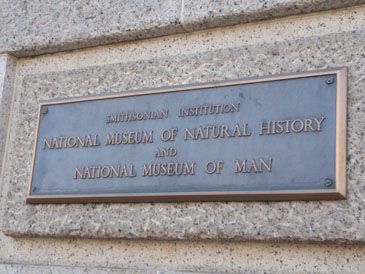 SMITHSONIAN INSTITUTION
NATIONAL MUSEUM OF NATURAL HISTORY
AND
NATIONAL MUSEUM OF MAN